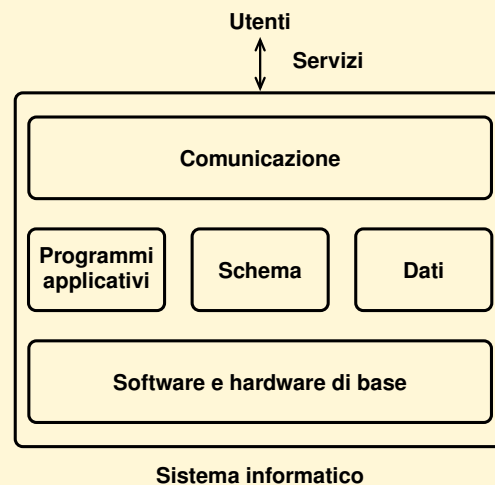 Utenti
Servizi
Comunicazione
Programmi
applicativi
Schema
Dati
Software e hardware di base
Sistema informatico